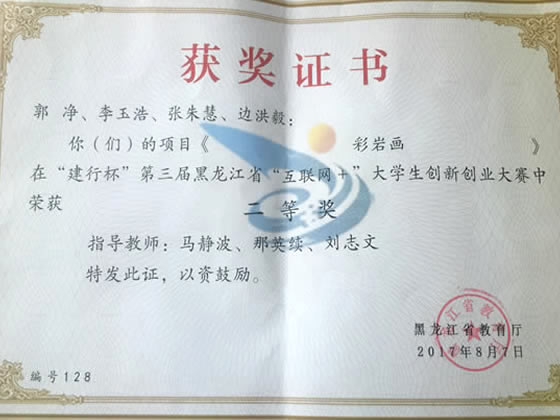 获奖证书
郭 净、李玉浩、张朱慧、边洪毅:
你(们)的项目《 彩岩画 》
在“建行杯”第三届黑龙江省“互联网+”大学生创新创业大赛中
荣获
二等奖
指导教师:马静波、那英续、刘志文
特发此证,以资鼓励。
黑龙江省教育厅
2017年8月7日
编号128